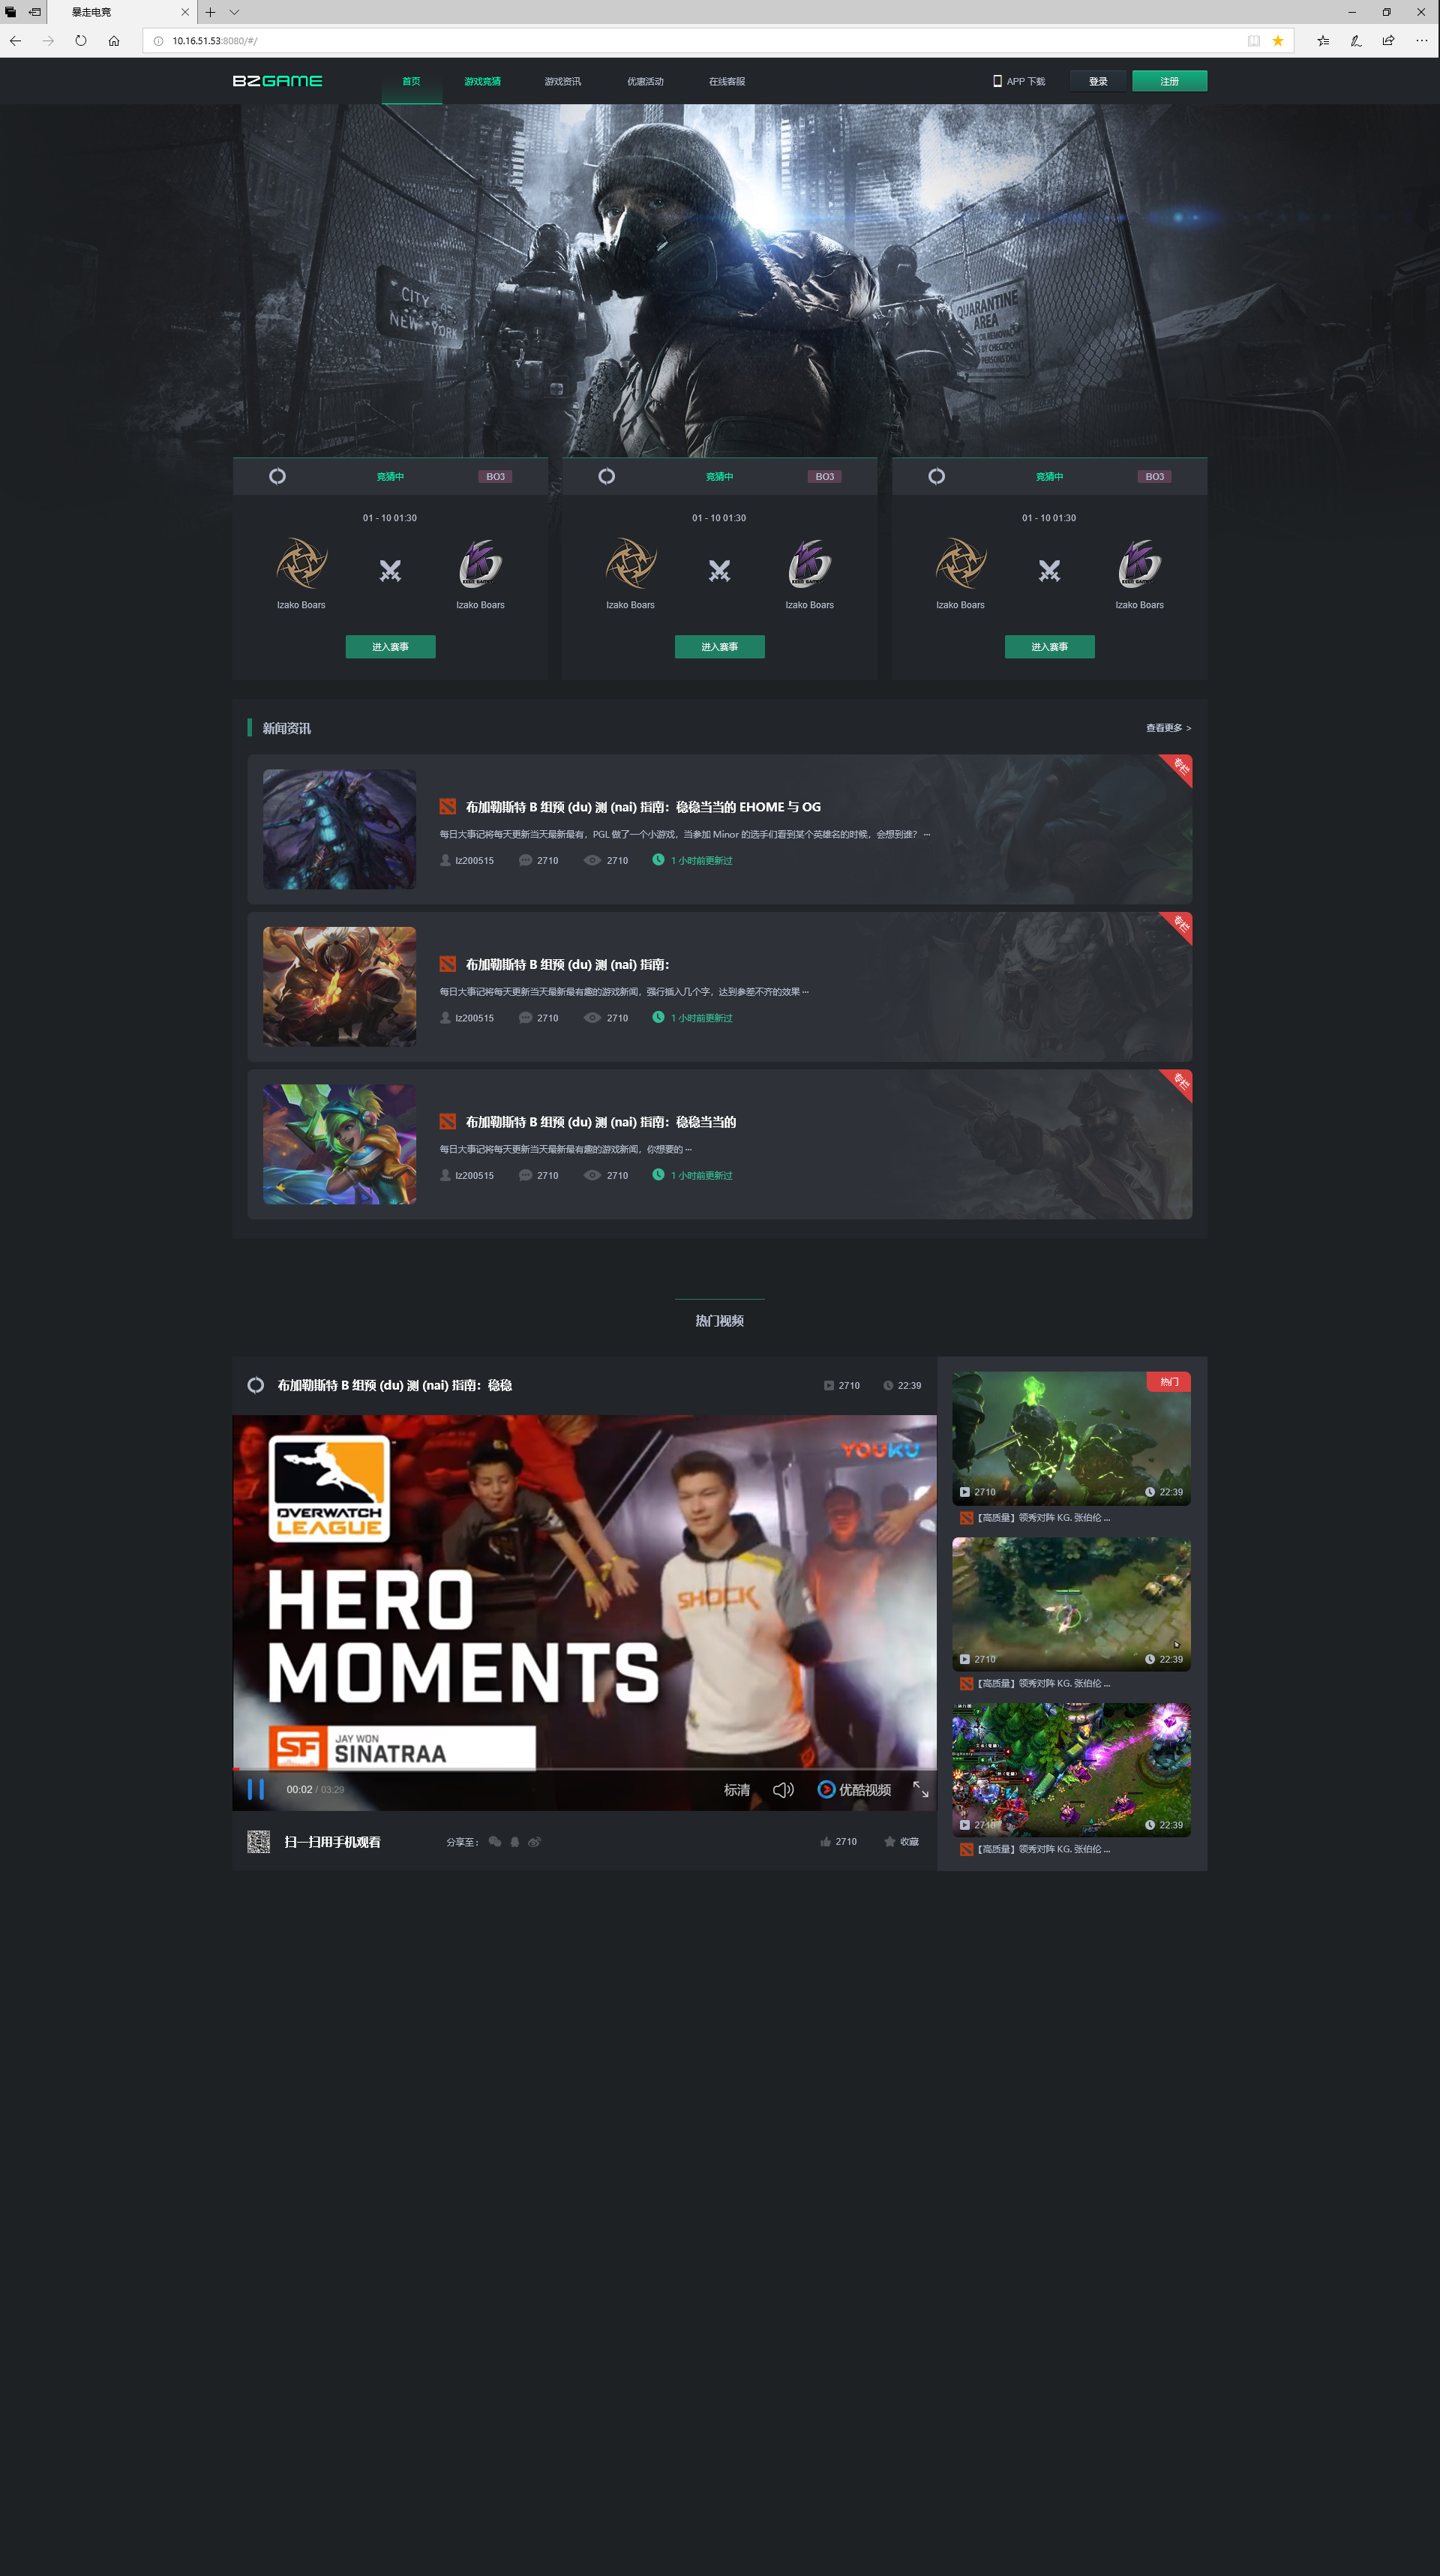 暴走电竞
10.16.51.53:8080/#/
BZGAME
首页
游戏竞猜
游戏资讯
优惠活动
在线客服
APP 下载
登录
注册
CITY OF
NEW YORK
QUARANTINE
AREA
BY CHECKPOINT
PERSONS ONLY
竞猜中
BO3
01 - 10 01:30
KEEN GAMING
Izako Boars
Izako Boars
进入赛事
竞猜中
BO3
01 - 10 01:30
KEEN GAMING
Izako Boars
Izako Boars
进入赛事
竞猜中
BO3
01 - 10 01:30
KEEN GAMING
Izako Boars
Izako Boars
进入赛事
新闻资讯
查看更多 >
专栏
布加勒斯特 B 组预 (du) 测 (nai) 指南：稳稳当当的 EHOME 与 OG
每日大事记将每天更新当天最新最有，PGL 做了一个小游戏，当参加 Minor 的选手们看到某个英雄名的时候，会想到谁？ ...
lz200515 2710 2710 1 小时前更新过
专栏
布加勒斯特 B 组预 (du) 测 (nai) 指南：
每日大事记将每天更新当天最新最有趣的游戏新闻，强行插入几个字，达到参差不齐的效果 ...
lz200515 2710 2710 1 小时前更新过
专栏
布加勒斯特 B 组预 (du) 测 (nai) 指南：稳稳当当的
每日大事记将每天更新当天最新最有趣的游戏新闻，你想要的 ...
lz200515 2710 2710 1 小时前更新过
热门视频
布加勒斯特 B 组预 (du) 测 (nai) 指南：稳稳
2710 22:39
OVERWATCH
LEAGUE
YOUKU
SHOCK
HERO
MOMENTS
SF
JAY WON
SINATRAA
00:02 / 03:29
标清
优酷视频
扫一扫用手机观看
分享至：
2710
收藏
热门
2710 22:39
【高质量】领秀对阵 KG. 张伯伦 ...
2710 22:39
【高质量】领秀对阵 KG. 张伯伦 ...
2710 22:39
【高质量】领秀对阵 KG. 张伯伦 ...